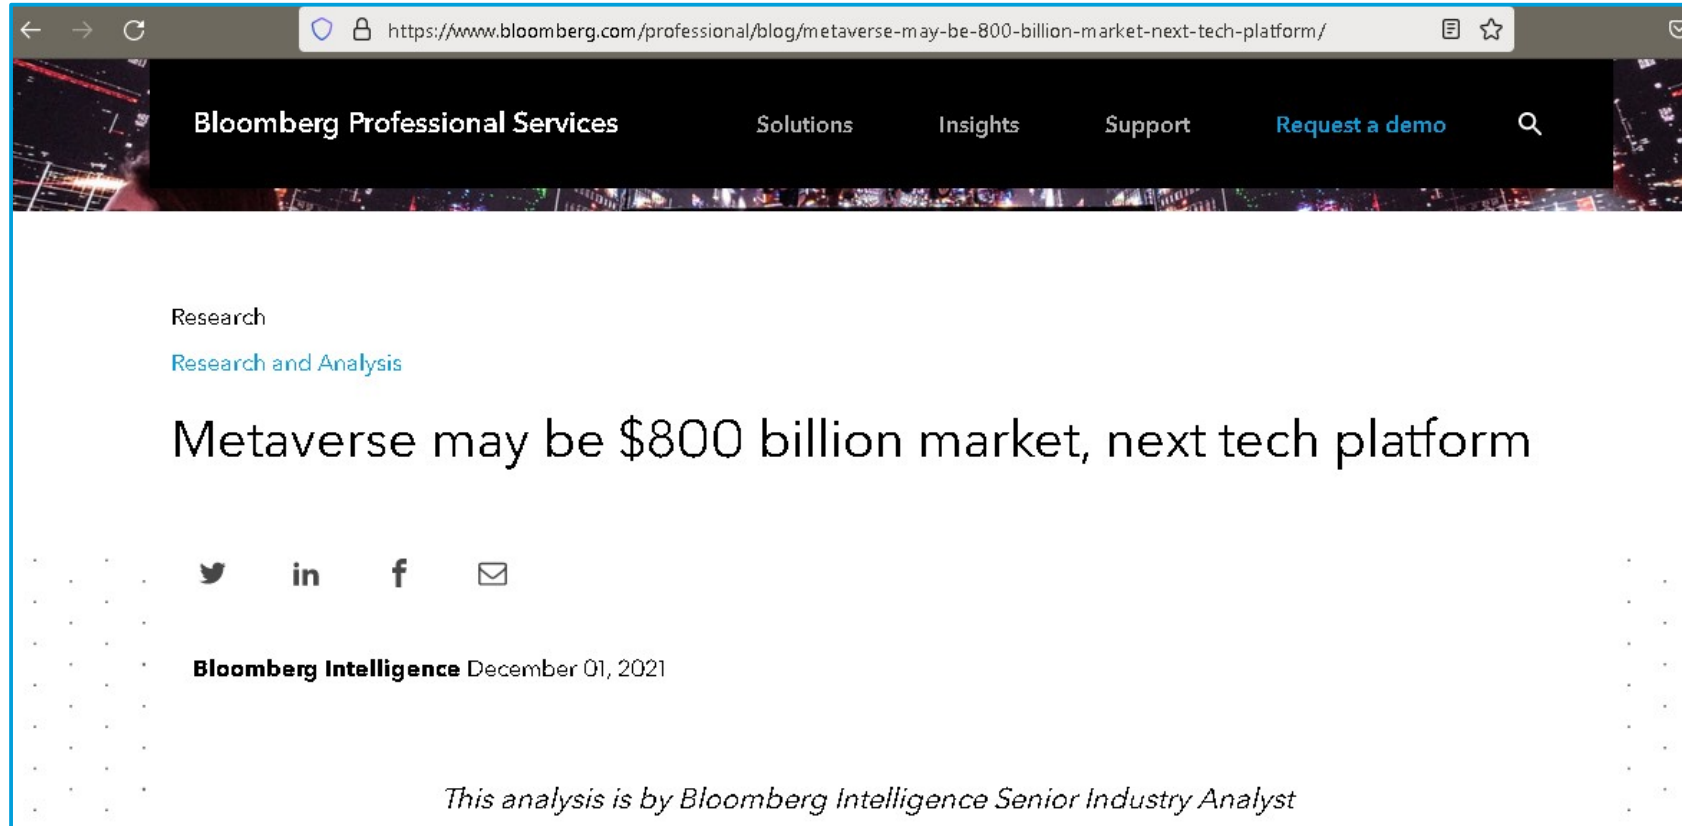 https://www.bloomberg.com/professional/blog/metaverse-may-be-800-billion-market-next-tech-platform/
Bloomberg Professional Services Solutions Insights Support Request a demo
Research
Research and Analysis
Metaverse may be $800 billion market, next tech platform
Bloomberg Intelligence December 01, 2021
This analysis is by Bloomberg Intelligence Senior Industry Analyst